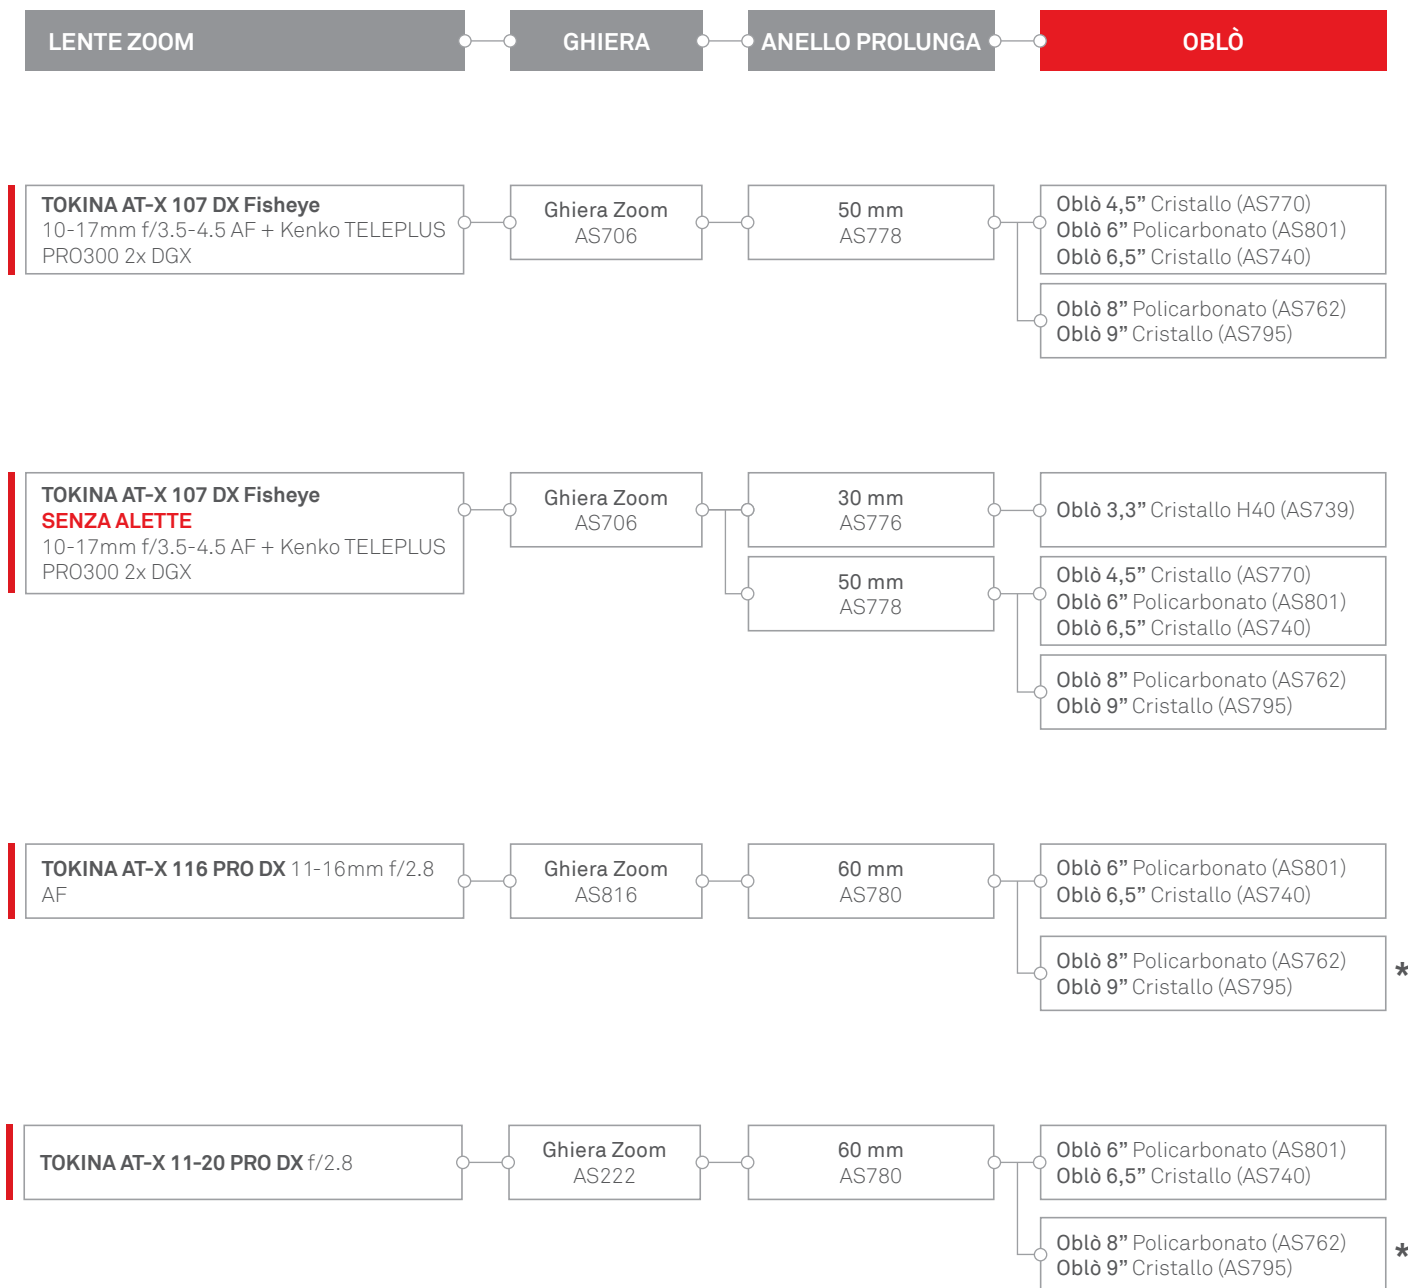 LENTE ZOOM
GHIERA
ANELLO PROLUNGA
OBLÒ
TOKINA AT-X 107 DX Fisheye
10-17mm f/3.5-4.5 AF + Kenko TELEPLUS
PRO300 2x DGX
Ghiera Zoom
AS706
50 mm
AS778
Oblò 4,5” Cristallo (AS770)
Oblò 6” Policarbonato (AS801)
Oblò 6,5” Cristallo (AS740)
Oblò 8” Policarbonato (AS762)
Oblò 9” Cristallo (AS795)
TOKINA AT-X 107 DX Fisheye
SENZA ALETTE
10-17mm f/3.5-4.5 AF + Kenko TELEPLUS
PRO300 2x DGX
Ghiera Zoom
AS706
30 mm
AS776
Oblò 3,3” Cristallo H40 (AS739)
50 mm
AS778
Oblò 4,5” Cristallo (AS770)
Oblò 6” Policarbonato (AS801)
Oblò 6,5” Cristallo (AS740)
Oblò 8” Policarbonato (AS762)
Oblò 9” Cristallo (AS795)
TOKINA AT-X 116 PRO DX 11-16mm f/2.8
AF
Ghiera Zoom
AS816
60 mm
AS780
Oblò 6” Policarbonato (AS801)
Oblò 6,5” Cristallo (AS740)
Oblò 8” Policarbonato (AS762)
Oblò 9” Cristallo (AS795)
*
TOKINA AT-X 11-20 PRO DX f/2.8
Ghiera Zoom
AS222
60 mm
AS780
Oblò 6” Policarbonato (AS801)
Oblò 6,5” Cristallo (AS740)
Oblò 8” Policarbonato (AS762)
Oblò 9” Cristallo (AS795)
*